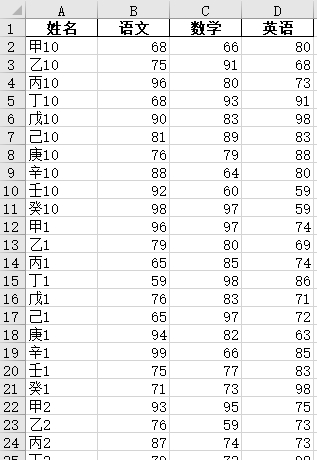 A B C D
1 姓名 语文 数学 英语
2 甲10 68 66 80
3 乙10 75 91 68
4 丙10 96 80 73
5 丁10 68 93 91
6 戊10 90 83 98
7 己10 81 89 83
8 庚10 76 79 88
9 辛10 88 64 80
10 壬10 92 60 59
11 癸10 98 97 59
12 甲1 96 97 74
13 乙1 79 80 69
14 丙1 65 85 74
15 丁1 59 98 86
16 戊1 76 83 71
17 己1 65 97 72
18 庚1 94 82 63
19 辛1 99 66 85
20 壬1 75 77 83
21 癸1 71 73 98
22 甲2 93 95 75
23 乙2 76 59 73
24 丙2 87 74 73